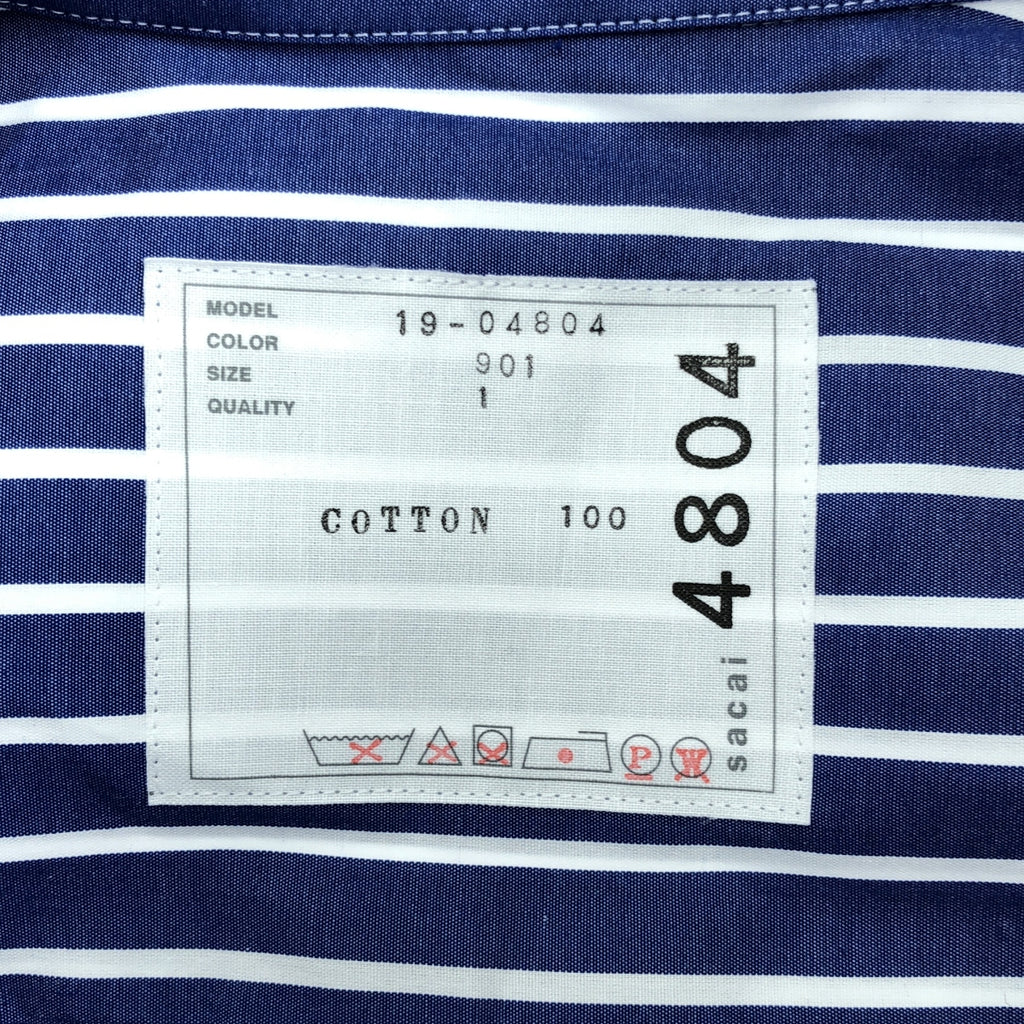 MODEL 19-04804
COLOR 901
SIZE 1
QUALITY
COTTON 100
sacai 4804
P W